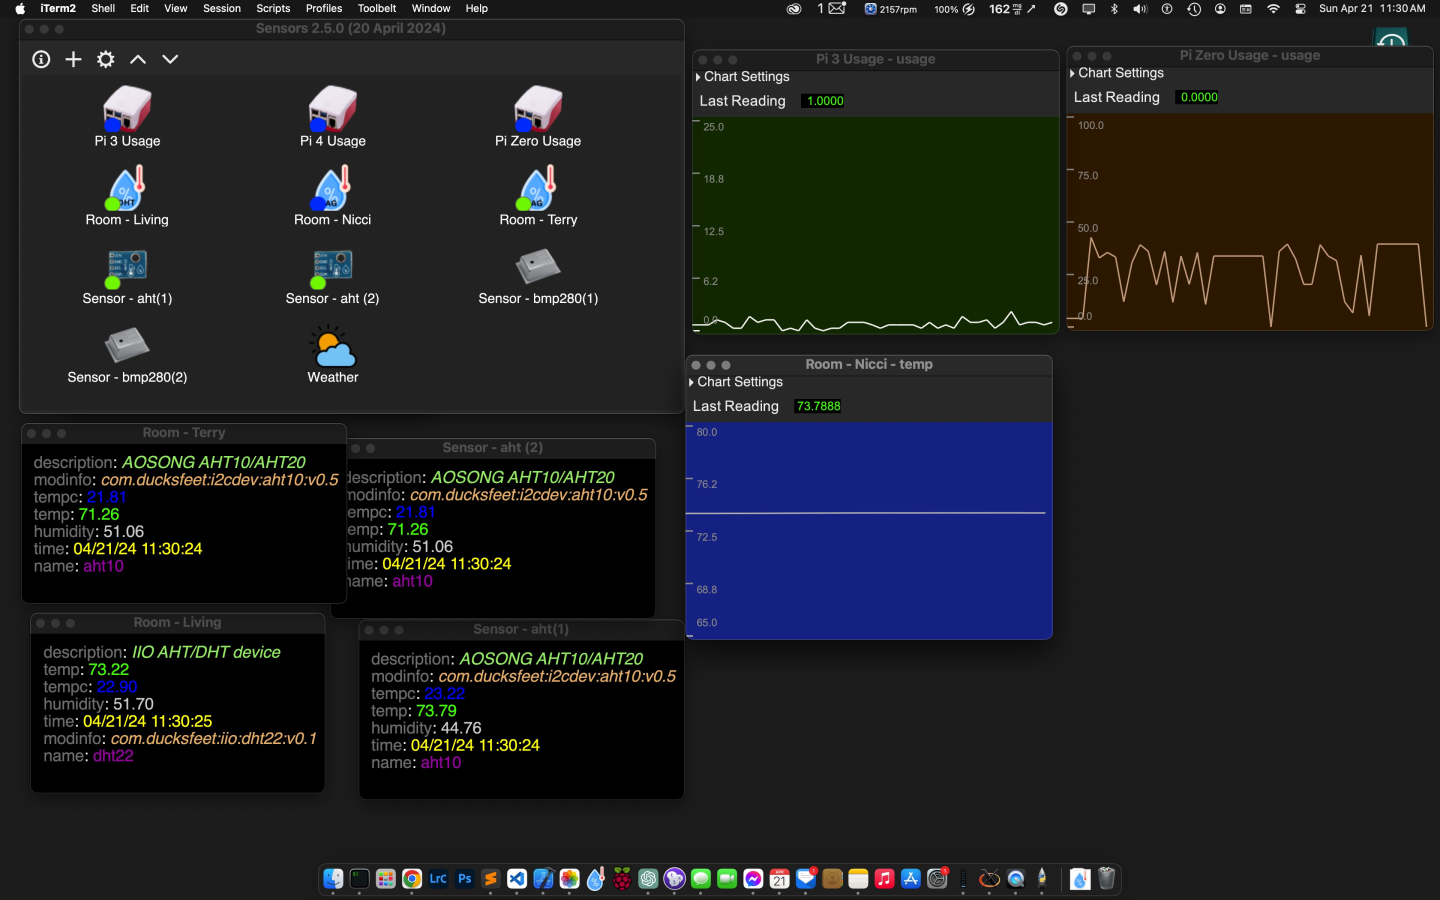 iTerm2 Shell Edit View Session Scripts Profiles Toolbelt Window Help
1 2157rpm 100% 162 Sun Apr 21 11:30 AM
Sensors 2.5.0 (20 April 2024)
Pi 3 Usage Pi 4 Usage Pi Zero Usage
Room - Living Room - Nicci Room - Terry
Sensor - aht(1) Sensor - aht (2) Sensor - bmp280(1)
Sensor - bmp280(2) Weather
Pi 3 Usage - usage
Chart Settings
Last Reading 1.0000
25.0
18.8
12.5
6.2
0.0
Pi Zero Usage - usage
Chart Settings
Last Reading 0.0000
100.0
75.0
50.0
25.0
0.0
Room - Nicci - temp
Chart Settings
Last Reading 73.7888
80.0
76.2
72.5
68.8
65.0
Room - Terry
description: AOSONG AHT10/AHT20
modinfo: com.ducksfeet:i2cdev:aht10:v0.5
tempc: 21.81
temp: 71.26
humidity: 51.06
time: 04/21/24 11:30:24
name: aht10
Sensor - aht (2)
description: AOSONG AHT10/AHT20
modinfo: com.ducksfeet:i2cdev:aht10:v0.5
tempc: 21.81
temp: 71.26
humidity: 51.06
time: 04/21/24 11:30:24
name: aht10
Room - Living
description: IIO AHT/DHT device
temp: 73.22
tempc: 22.90
humidity: 51.70
time: 04/21/24 11:30:25
modinfo: com.ducksfeet:iio:dht22:v0.1
name: dht22
Sensor - aht(1)
description: AOSONG AHT10/AHT20
modinfo: com.ducksfeet:i2cdev:aht10:v0.5
tempc: 23.22
temp: 73.79
humidity: 44.76
time: 04/21/24 11:30:24
name: aht10
LrC Ps 21